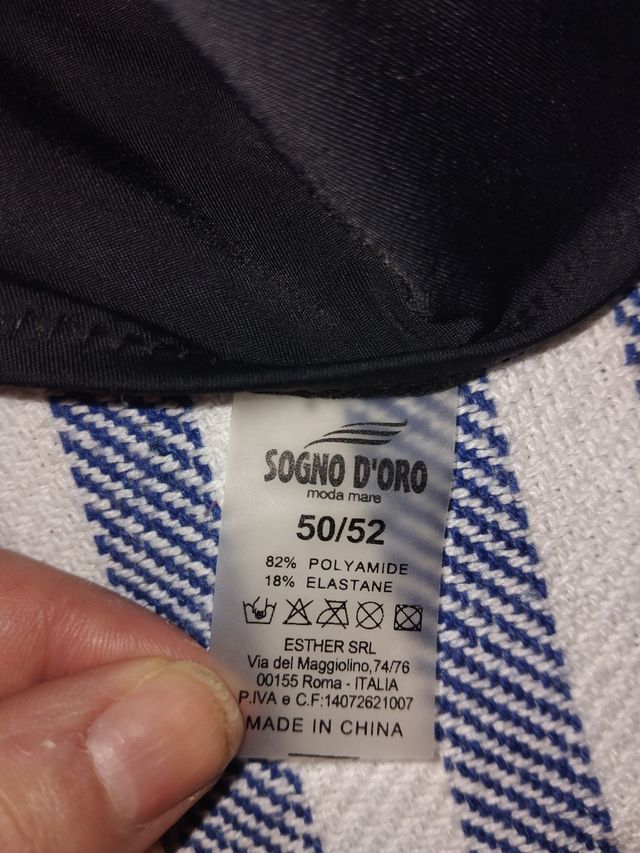 SOGNO D'ORO
moda mare
50/52
82% POLYAMIDE
18% ELASTANE
ESTHER SRL
Via del Maggiolino,74/76
00155 Roma - ITALIA
P.IVA e C.F:14072621007
MADE IN CHINA